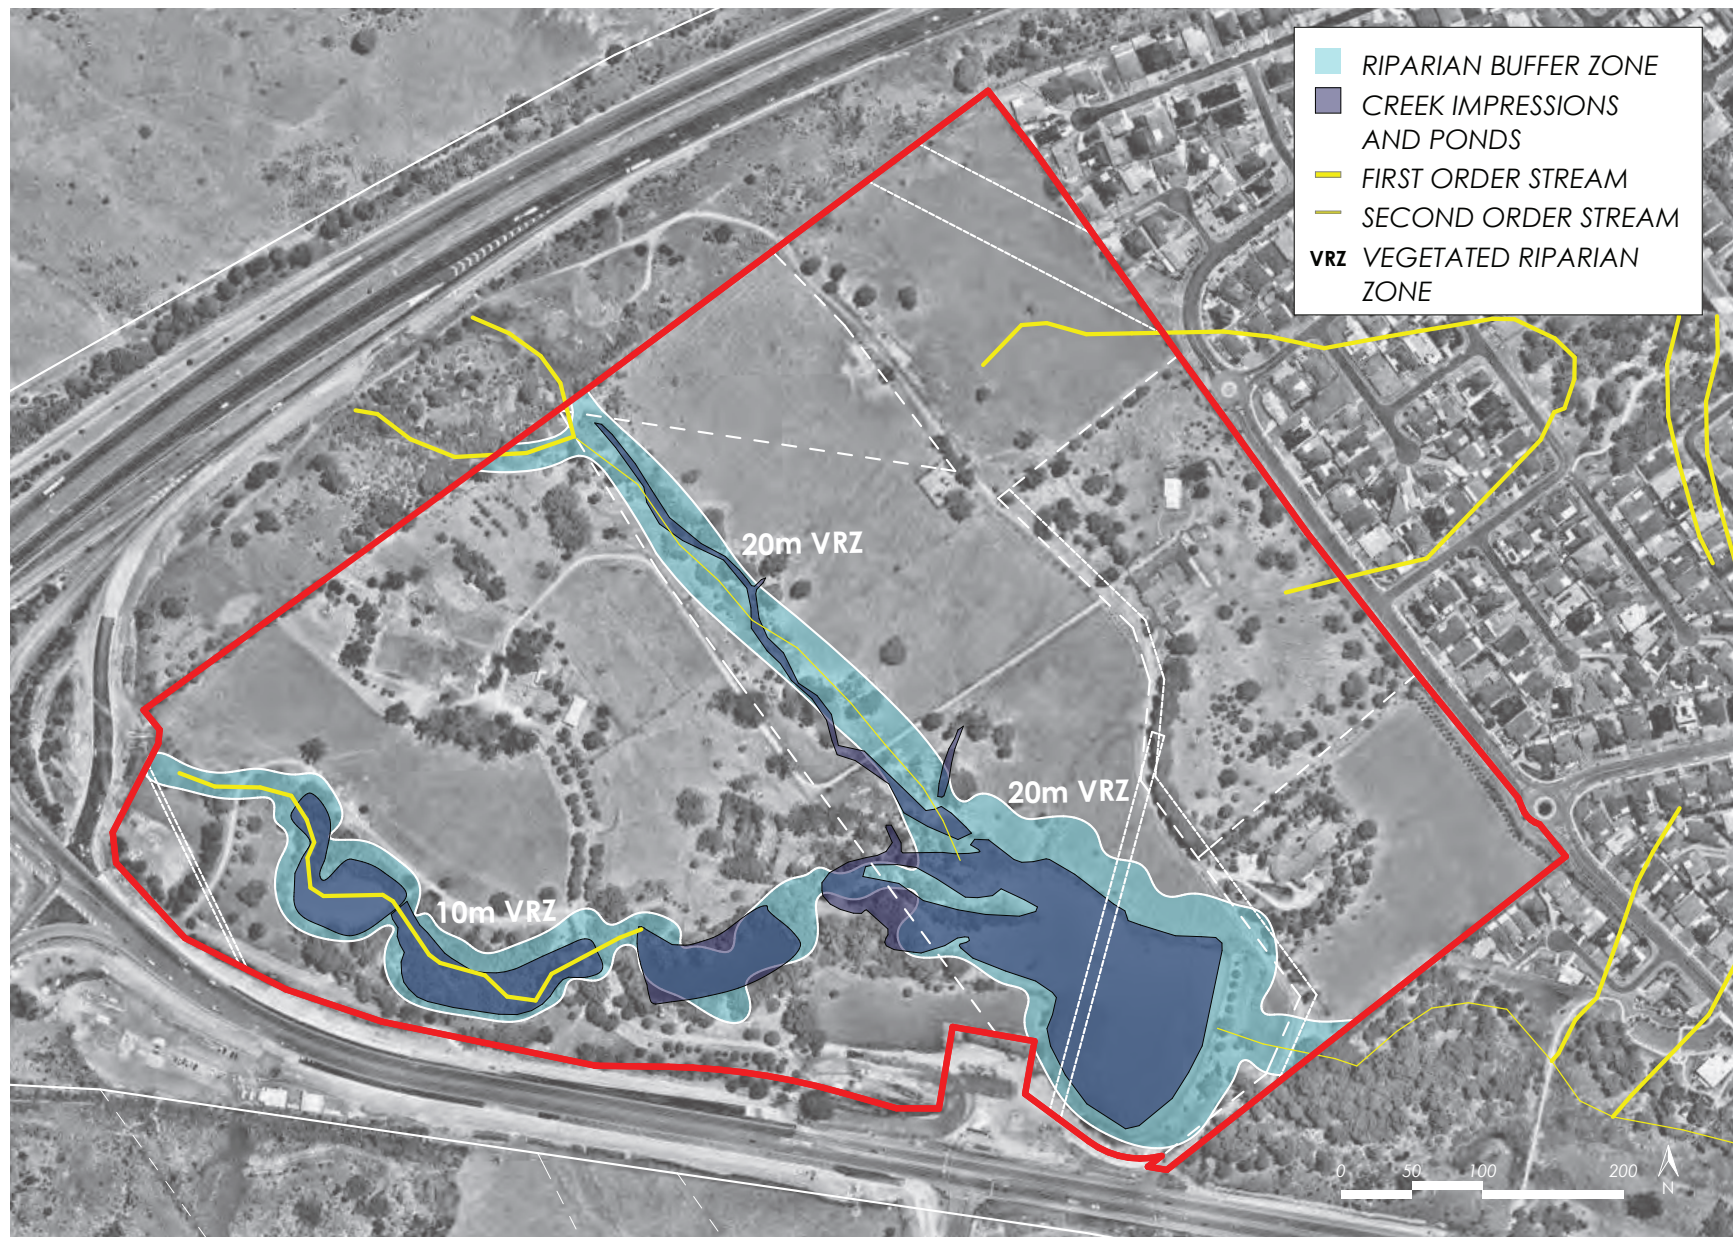 RIPARIAN BUFFER ZONE
CREEK IMPRESSIONS
AND PONDS
FIRST ORDER STREAM
SECOND ORDER STREAM
VRZ VEGETATED RIPARIAN
ZONE
20m VRZ
20m VRZ
10m VRZ
0 50 100 200
N